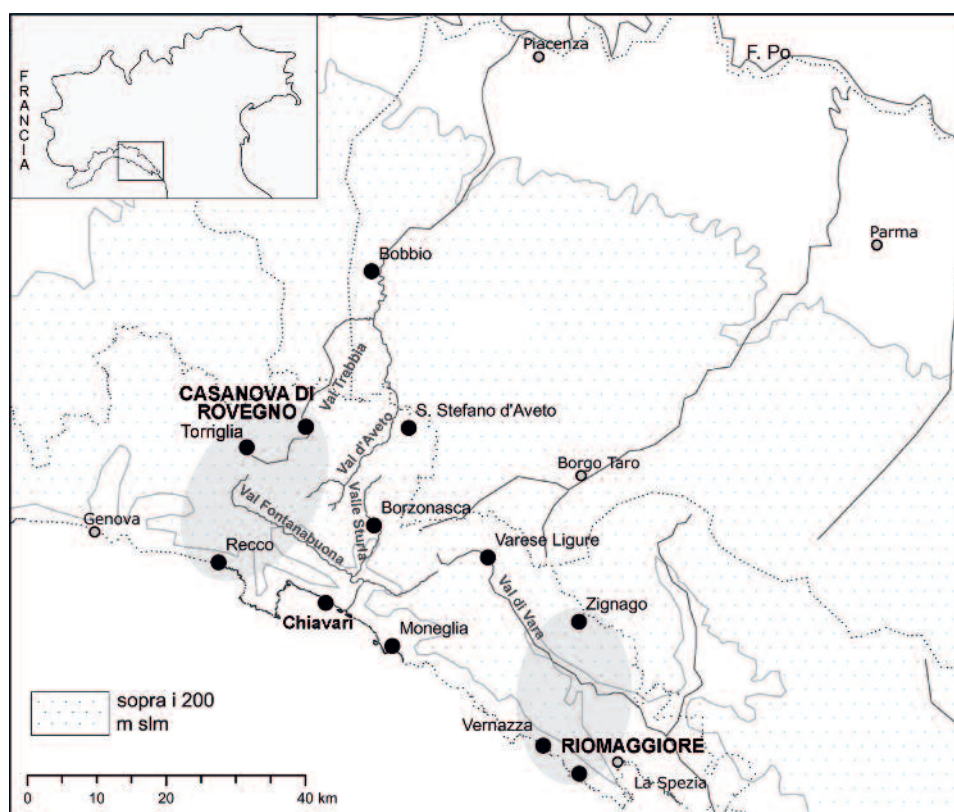 FRANCIA
Piacenza
F. Po
Parma
Bobbio
Val Trebbia
CASANOVA DI
ROVEGNO
Torriglia
S. Stefano d'Aveto
Val d'Aveto
Borgo Taro
Val Fontanabuona
Valle Sturla
Borzonasca
Genova
Recco
Varese Ligure
Chiavari
Val di Vara
Zignago
Moneglia
sopra i 200
m slm
Vernazza
RIOMAGGIORE
La Spezia
0 10 20 40 km